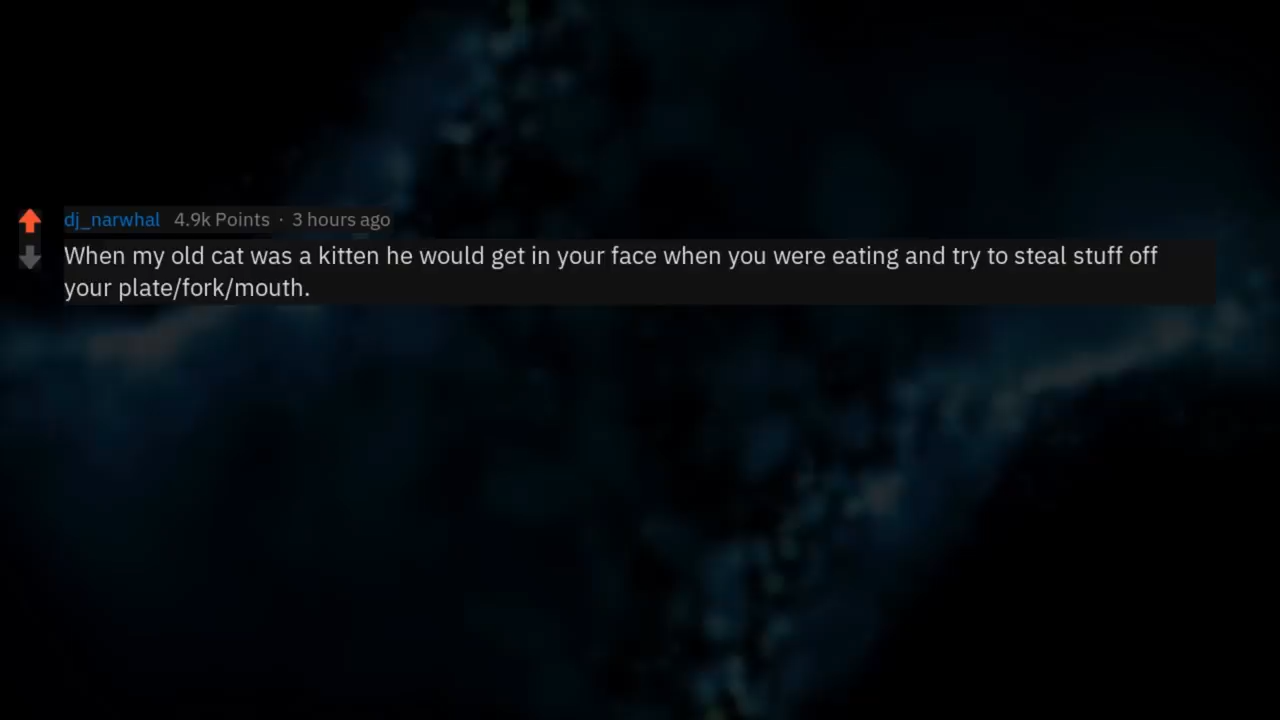 dj_narwhal 4.9k Points · 3 hours ago
When my old cat was a kitten he would get in your face when you were eating and try to steal stuff off
your plate/fork/mouth.